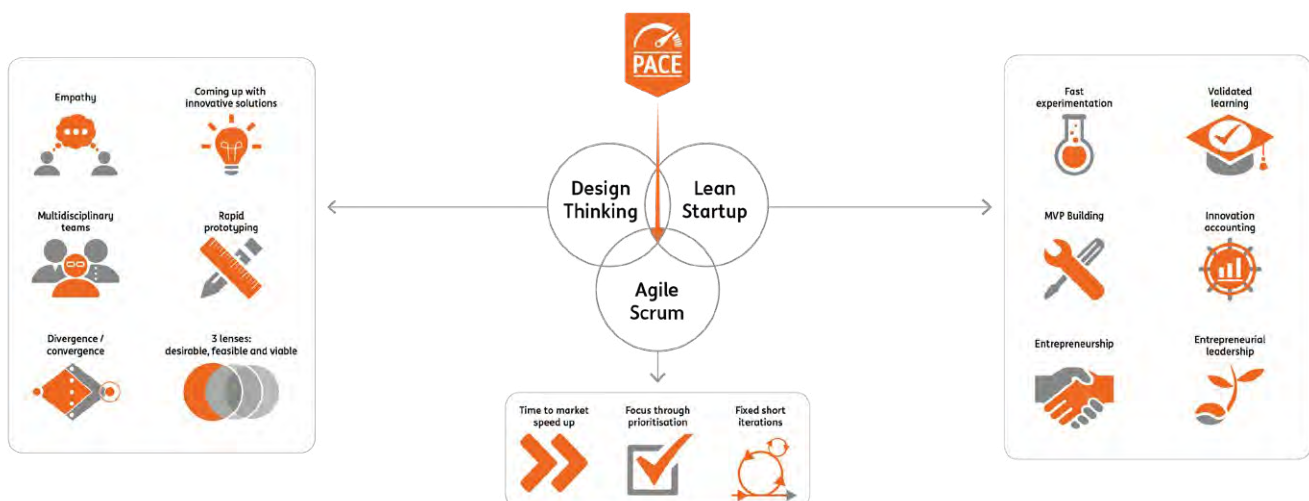 PACE
Empathy
Coming up with
innovative solutions
Multidisciplinary
teams
Rapid
prototyping
Divergence /
convergence
3 lenses:
desirable, feasible and viable
Design
Thinking
Lean
Startup
Agile
Scrum
Time to market
speed up
Focus through
prioritisation
Fixed short
iterations
Fast
experimentation
Validated
learning
MVP Building
Innovation
accounting
Entrepreneurship
Entrepreneurial
leadership